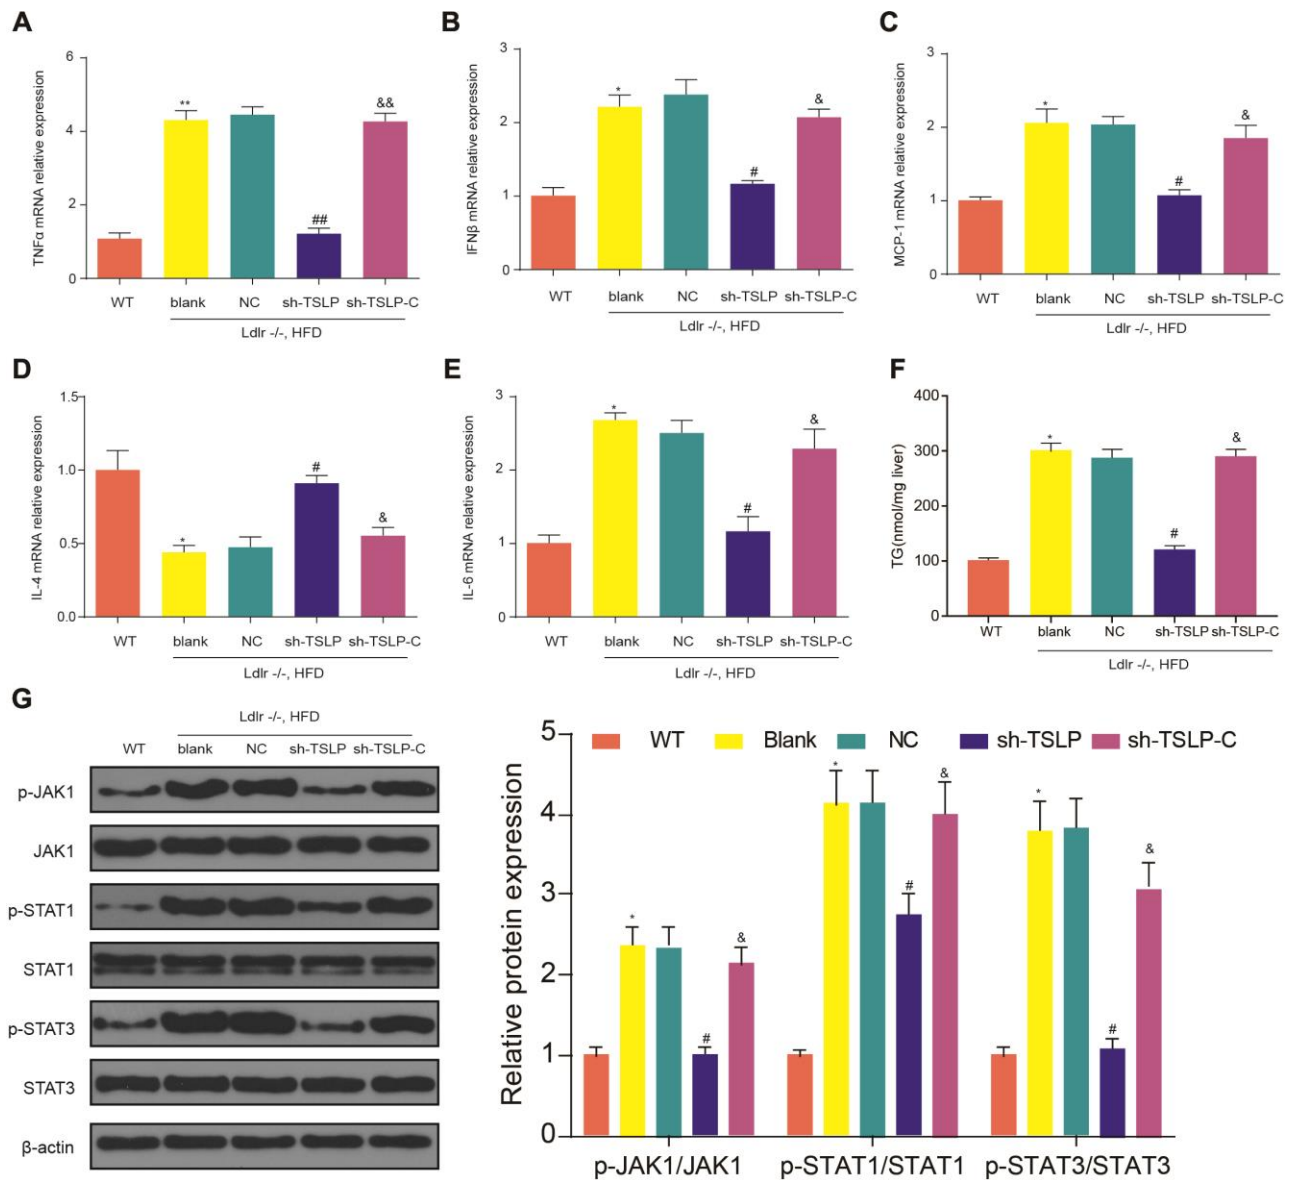 A
TNFα mRNA relative expression
6
4
2
0
**
##
&&
WT blank NC sh-TSLP sh-TSLP-C
Ldlr -/-, HFD
B
IFNβ mRNA relative expression
3
2
1
0
*
#
&
WT blank NC sh-TSLP sh-TSLP-C
Ldlr -/-, HFD
C
MCP-1 mRNA relative expression
3
2
1
0
*
#
&
WT blank NC sh-TSLP sh-TSLP-C
Ldlr -/-, HFD
D
IL-4 mRNA relative expression
1.5
1.0
0.5
0.0
*
#
&
WT blank NC sh-TSLP sh-TSLP-C
Ldlr -/-, HFD
E
IL-6 mRNA relative expression
3
2
1
0
*
#
&
WT blank NC sh-TSLP sh-TSLP-C
Ldlr -/-, HFD
F
TG(nmol/mg liver)
400
300
200
100
0
*
#
&
WT blank NC sh-TSLP sh-TSLP-C
Ldlr -/-, HFD
G
Ldlr -/-, HFD
WT blank NC sh-TSLP sh-TSLP-C
p-JAK1
JAK1
p-STAT1
STAT1
p-STAT3
STAT3
β-actin
Relative protein expression
5
4
3
2
1
0
WT Blank NC sh-TSLP sh-TSLP-C
*
#
&
*
#
&
*
#
&
p-JAK1/JAK1 p-STAT1/STAT1 p-STAT3/STAT3